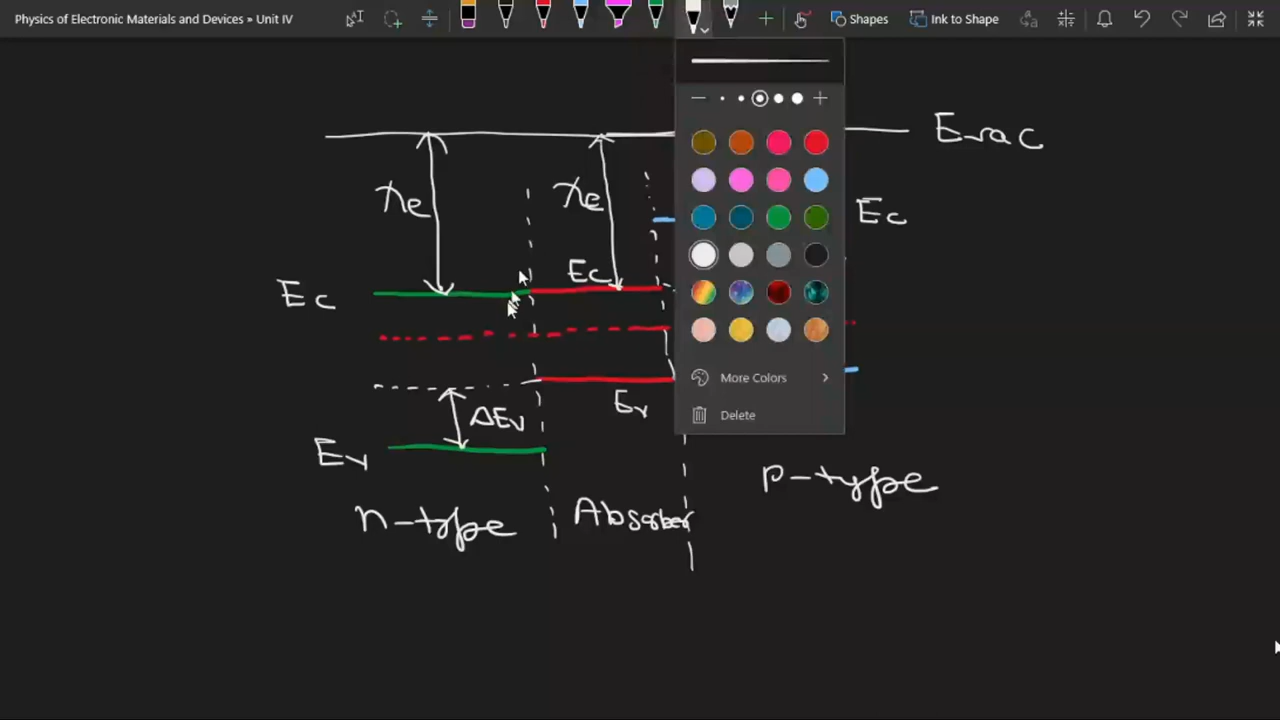 Physics of Electronic Materials and Devices » Unit IV
Shapes
Ink to Shape
Evac
χe
χe
Ec
Ec
Ec
ΔEv
Ev
Ev
More Colors
Delete
n-type
Absorber
p-type